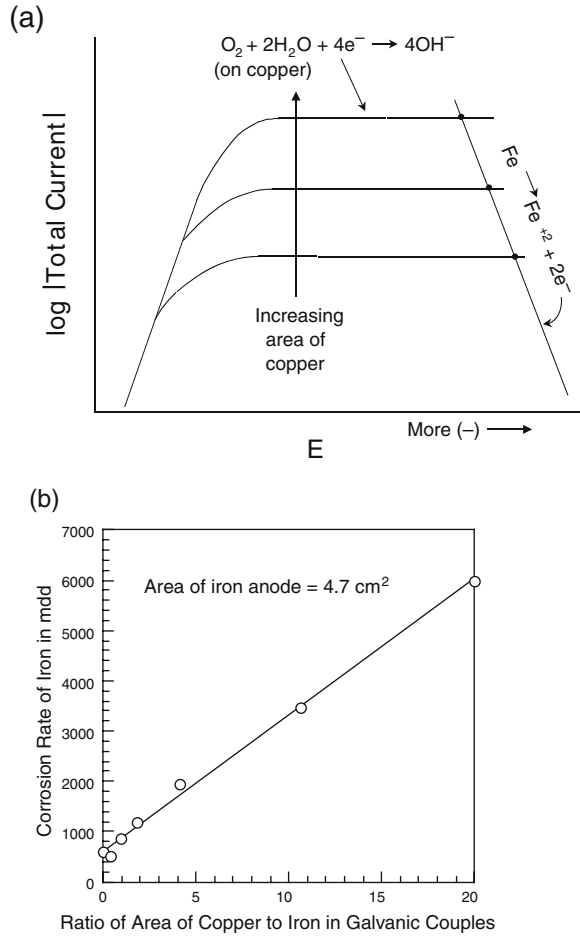 (a)
O₂ + 2H₂O + 4e⁻ → 4OH⁻
(on copper)
log |Total Current|
Fe → Fe⁺² + 2e⁻
Increasing
area of
copper
More (–) →
E
(b)
7000
6000
5000
4000
3000
2000
1000
0
Area of iron anode = 4.7 cm²
Corrosion Rate of Iron in mdd
0 5 10 15 20
Ratio of Area of Copper to Iron in Galvanic Couples